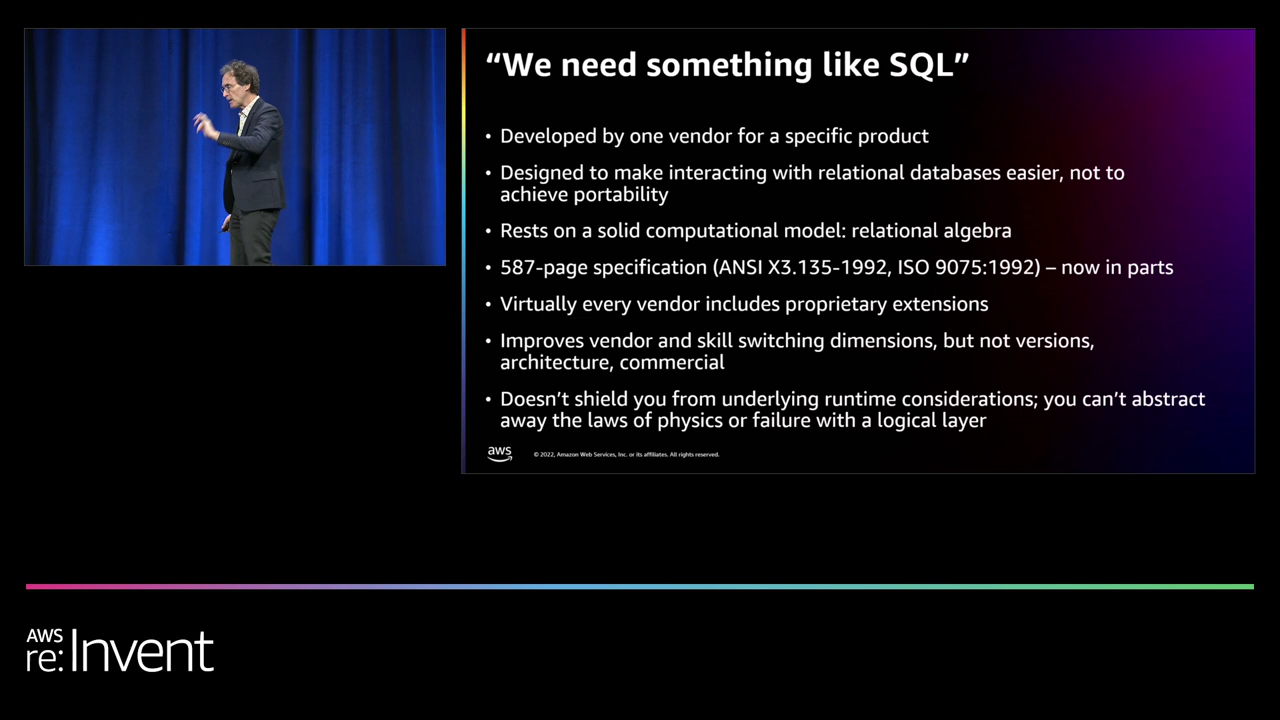 “We need something like SQL”
• Developed by one vendor for a specific product
• Designed to make interacting with relational databases easier, not to
achieve portability
• Rests on a solid computational model: relational algebra
• 587-page specification (ANSI X3.135-1992, ISO 9075:1992) – now in parts
• Virtually every vendor includes proprietary extensions
• Improves vendor and skill switching dimensions, but not versions,
architecture, commercial
• Doesn’t shield you from underlying runtime considerations; you can’t abstract
away the laws of physics or failure with a logical layer
aws
© 2022, Amazon Web Services, Inc. or its affiliates. All rights reserved.
AWS
re:Invent